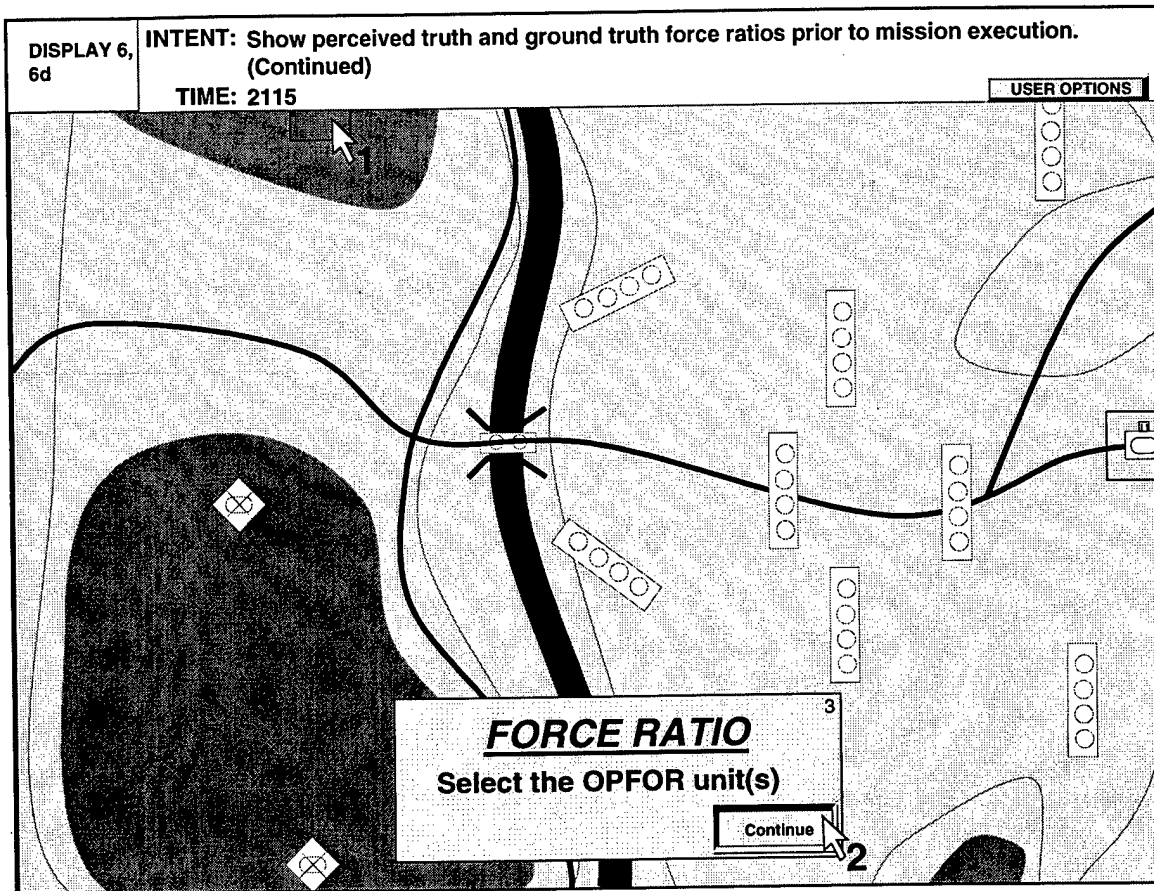 DISPLAY 6,
6d
INTENT: Show perceived truth and ground truth force ratios prior to mission execution.
(Continued)
TIME: 2115
USER OPTIONS
1
3
FORCE RATIO
Select the OPFOR unit(s)
Continue
2